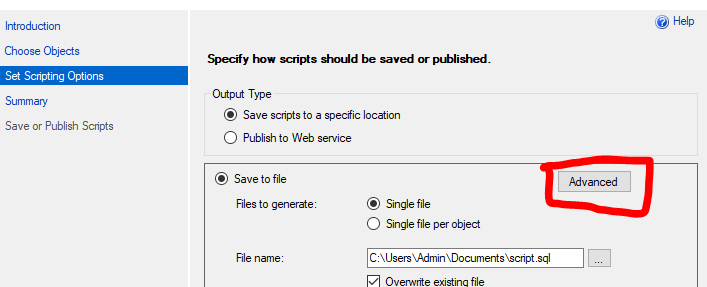 Introduction
Choose Objects
Set Scripting Options
Summary
Save or Publish Scripts
Help
Specify how scripts should be saved or published.
Output Type
Save scripts to a specific location
Publish to Web service
Save to file
Advanced
Files to generate:
Single file
Single file per object
File name:
C:\Users\Admin\Documents\script.sql
...
Overwrite existing file